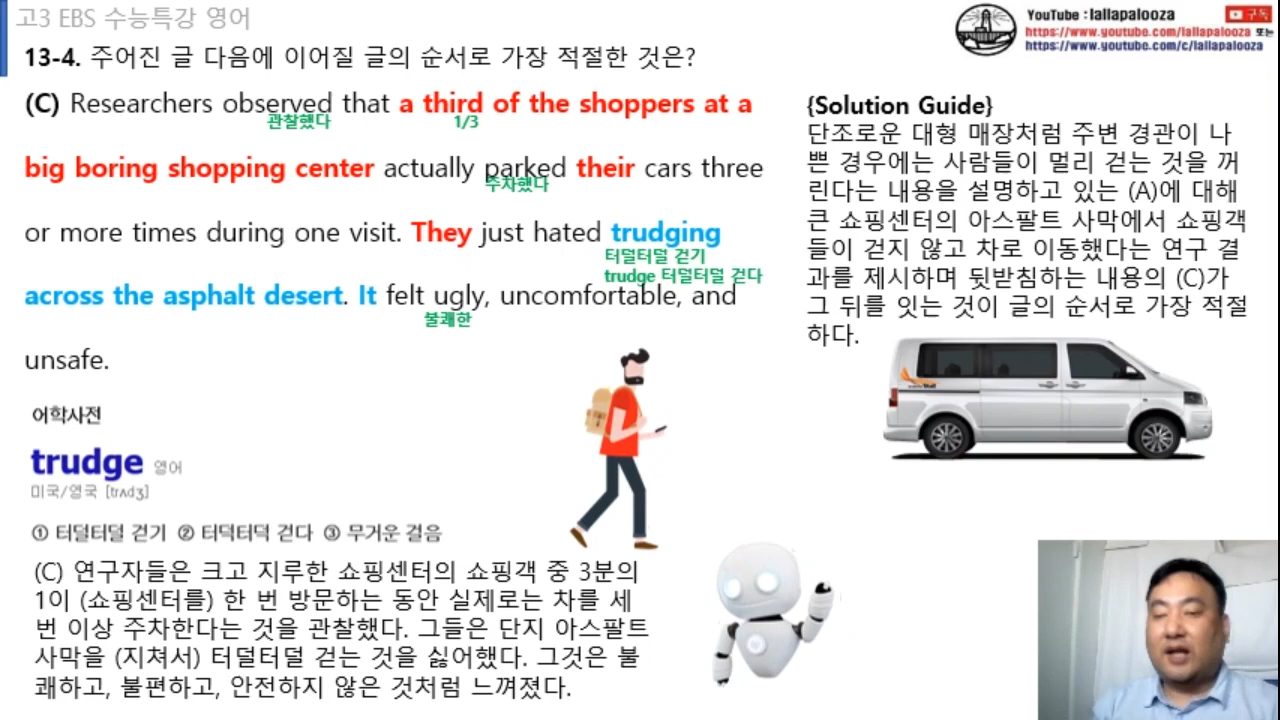 고3 EBS 수능특강 영어
YouTube : lallapalooza
구독
https://www.youtube.com/lallapalooza 또는
https://www.youtube.com/c/lallapalooza
13-4. 주어진 글 다음에 이어질 글의 순서로 가장 적절한 것은?
(C) Researchers observed that a third of the shoppers at a
관찰했다 1/3
big boring shopping center actually parked their cars three
주차했다
or more times during one visit. They just hated trudging
터덜터덜 걷기
trudge 터덜터덜 걷다
across the asphalt desert. It felt ugly, uncomfortable, and
불쾌한
unsafe.
{Solution Guide}
단조로운 대형 매장처럼 주변 경관이 나
쁜 경우에는 사람들이 멀리 걷는 것을 꺼
린다는 내용을 설명하고 있는 (A)에 대해
큰 쇼핑센터의 아스팔트 사막에서 쇼핑객
들이 걷지 않고 차로 이동했다는 연구 결
과를 제시하며 뒷받침하는 내용의 (C)가
그 뒤를 잇는 것이 글의 순서로 가장 적절
하다.
어학사전
trudge 영어
미국/영국 [trʌdʒ]
① 터덜터덜 걷기 ② 터덕터덕 걷다 ③ 무거운 걸음
(C) 연구자들은 크고 지루한 쇼핑센터의 쇼핑객 중 3분의
1이 (쇼핑센터를) 한 번 방문하는 동안 실제로는 차를 세
번 이상 주차한다는 것을 관찰했다. 그들은 단지 아스팔트
사막을 (지쳐서) 터덜터덜 걷는 것을 싫어했다. 그것은 불
쾌하고, 불편하고, 안전하지 않은 것처럼 느껴졌다.